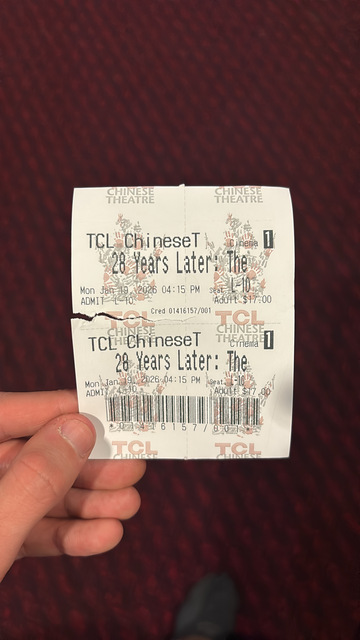 CHINESE THEATRE CHINESE THEATRE
TCL ChineseT Cinema 1
28 Years Later: The
Mon Jan 19, 2026 04:15 PM Seat L-10
ADMIT L-10 Adult $17.00
Cred 01416157/001
TCL TCL
TCL ChineseT Cinema 1
28 Years Later: The
Mon Jan 19, 2026 04:15 PM Seat
ADMIT Adult $17.00
TCL TCL
CHINESE CHINESE